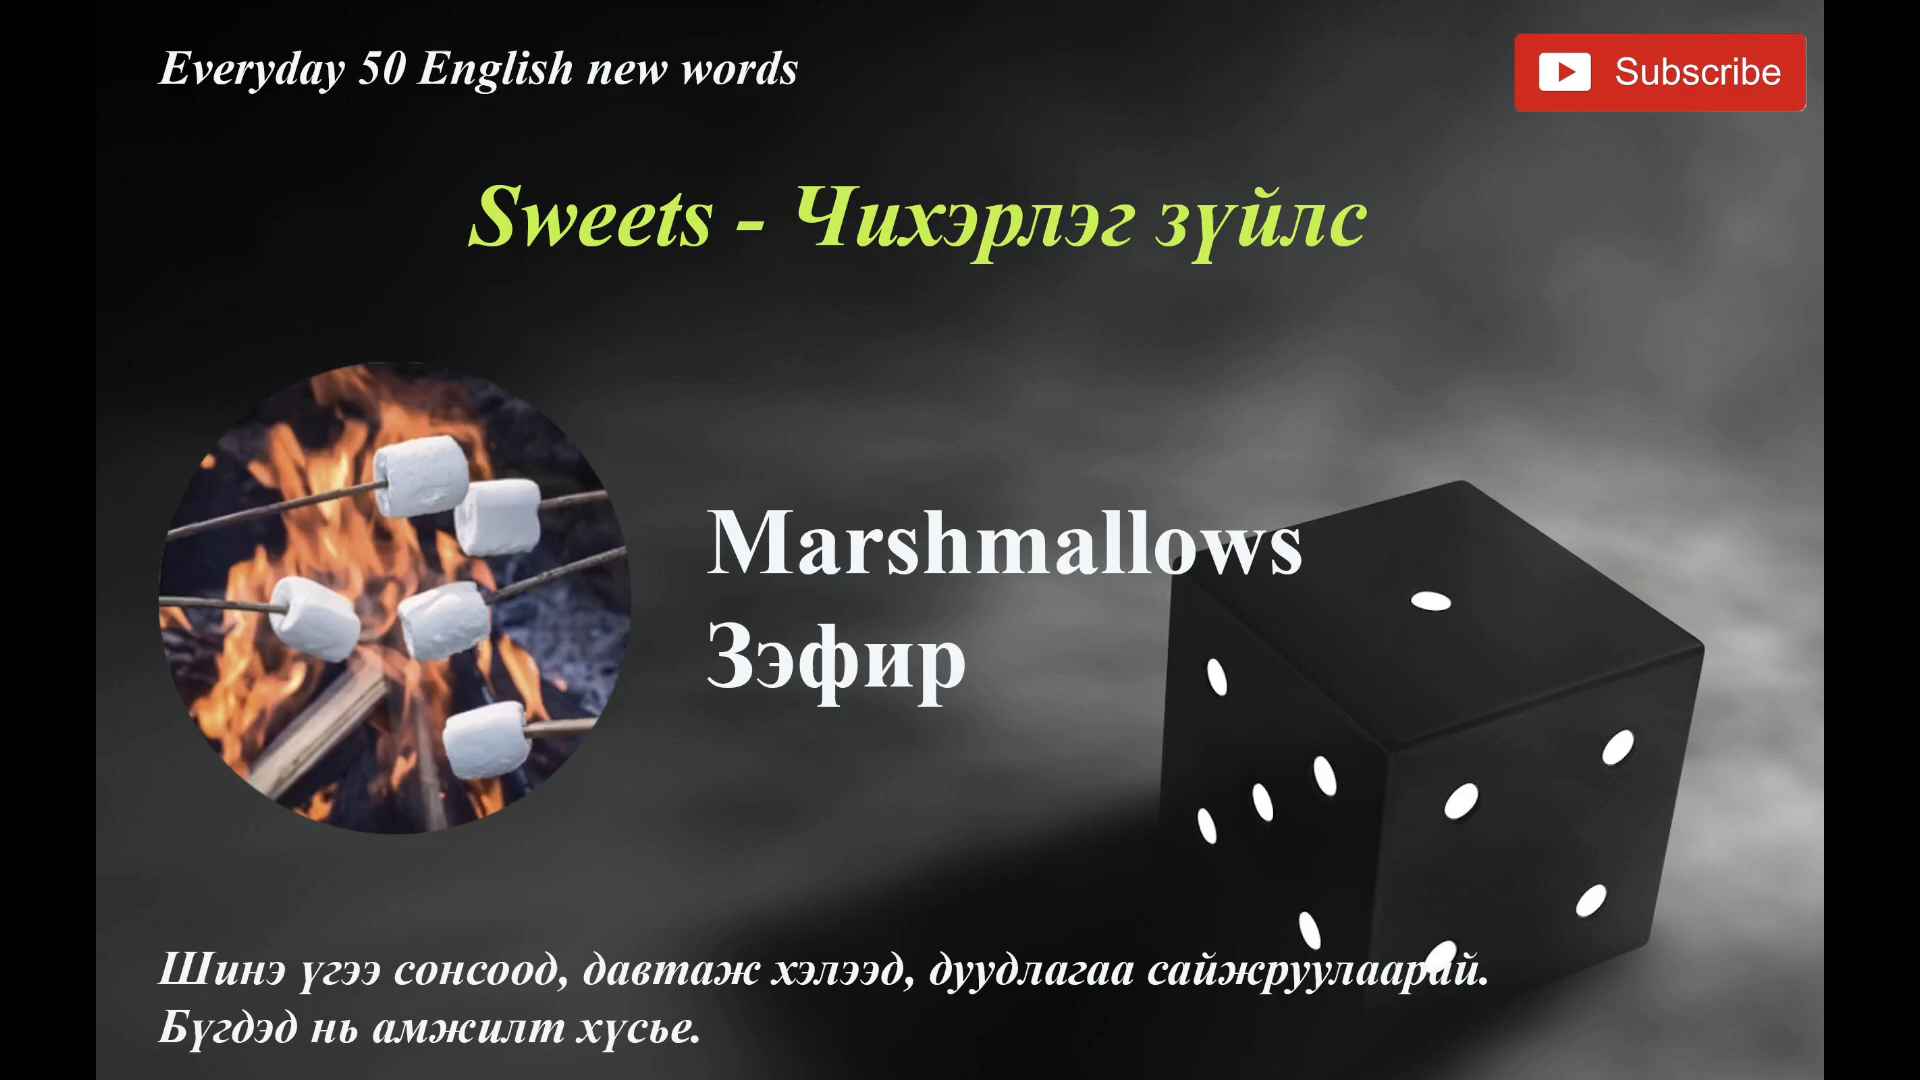 Everyday 50 English new words
Subscribe
Sweets - Чихэрлэг зүйлс
Marshmallows
Зэфир
Шинэ үгээ сонсоод, давтаж хэлээд, дуудлагаа сайжруулаарай.
Бүгдэд нь амжилт хүсье.